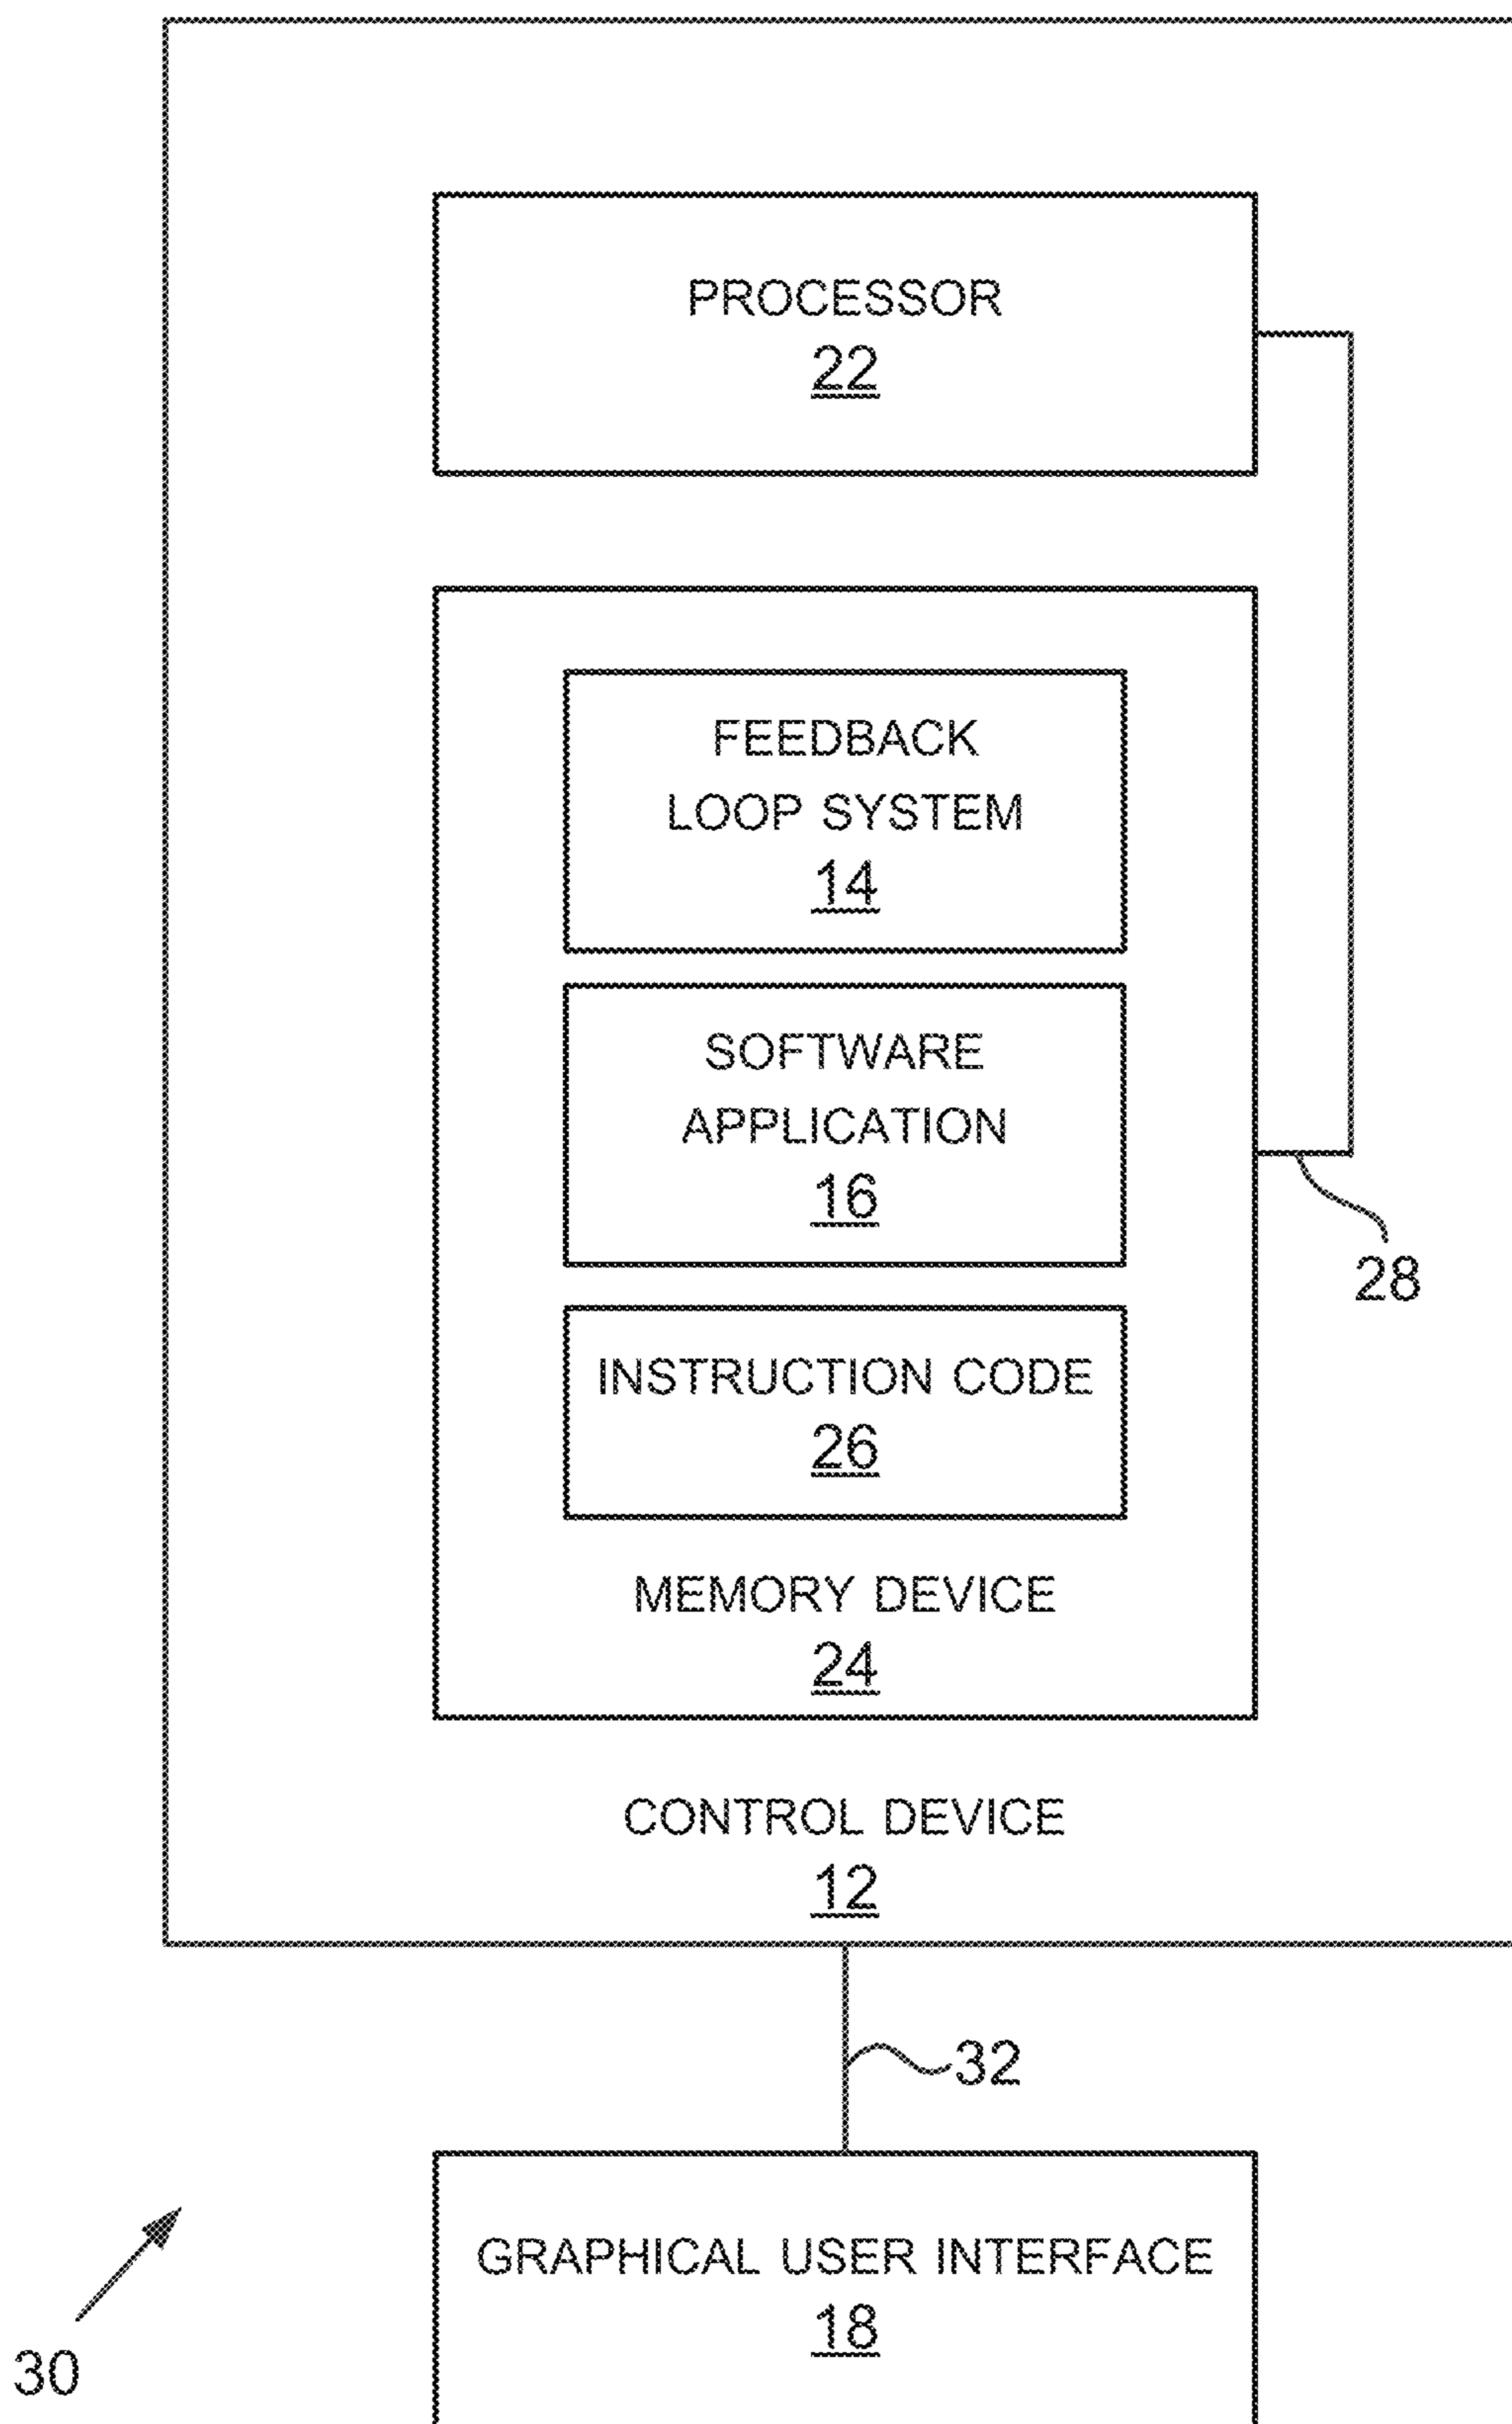 PROCESSOR
22
FEEDBACK
LOOP SYSTEM
14
SOFTWARE
APPLICATION
16
28
INSTRUCTION CODE
26
MEMORY DEVICE
24
CONTROL DEVICE
12
32
GRAPHICAL USER INTERFACE
18
30